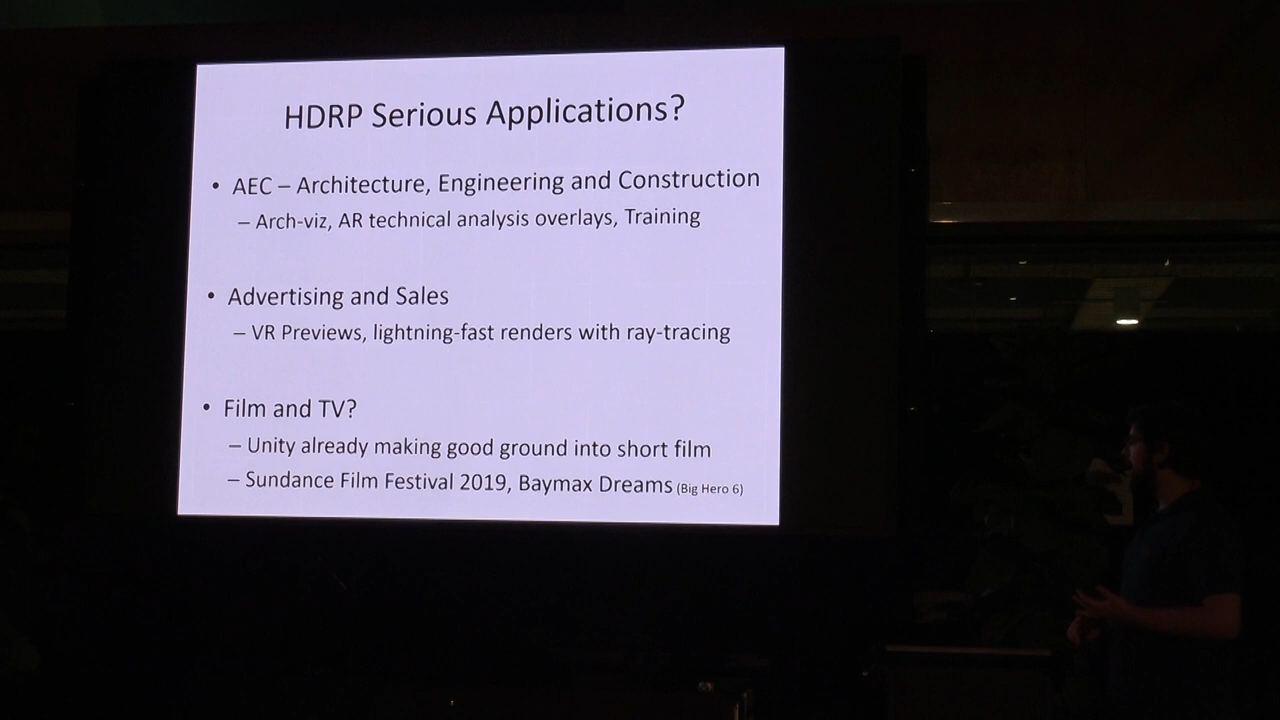 HDRP Serious Applications?
• AEC – Architecture, Engineering and Construction
– Arch-viz, AR technical analysis overlays, Training
• Advertising and Sales
– VR Previews, lightning-fast renders with ray-tracing
• Film and TV?
– Unity already making good ground into short film
– Sundance Film Festival 2019, Baymax Dreams (Big Hero 6)